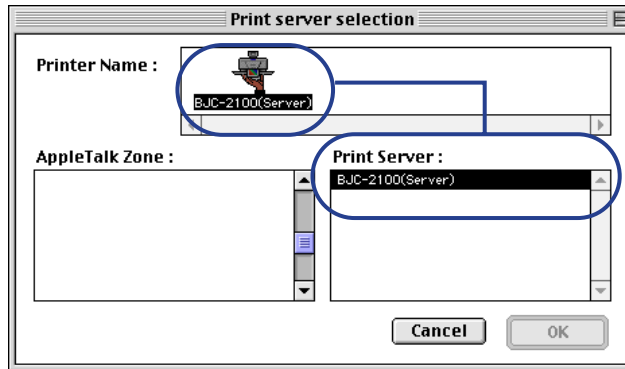 Print server selection
Printer Name :
BJC-2100(Server)
AppleTalk Zone :
Print Server :
BJC-2100(Server)
Cancel
OK